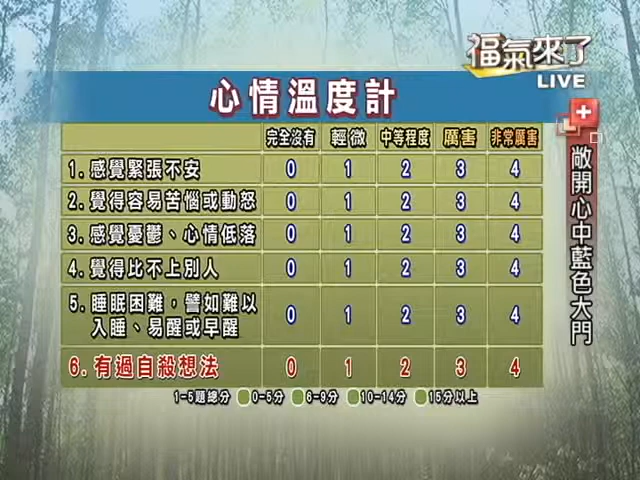 福氣來了
LIVE
心情溫度計
完全沒有 輕微 中等程度 厲害 非常厲害
1.感覺緊張不安 0 1 2 3 4
2.覺得容易苦惱或動怒 0 1 2 3 4
3.感覺憂鬱、心情低落 0 1 2 3 4
4.覺得比不上別人 0 1 2 3 4
5.睡眠困難，譬如難以
入睡、易醒或早醒 0 1 2 3 4
6.有過自殺想法 0 1 2 3 4
1-5題總分 0-5分 6-9分 10-14分 15分以上
敞開心中藍色大門